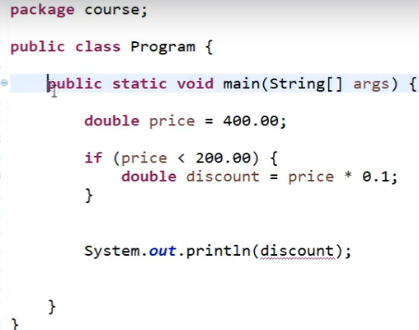 package course;
public class Program {
public static void main(String[] args) {
double price = 400.00;
if (price < 200.00) {
double discount = price * 0.1;
}
System.out.println(discount);
}
}